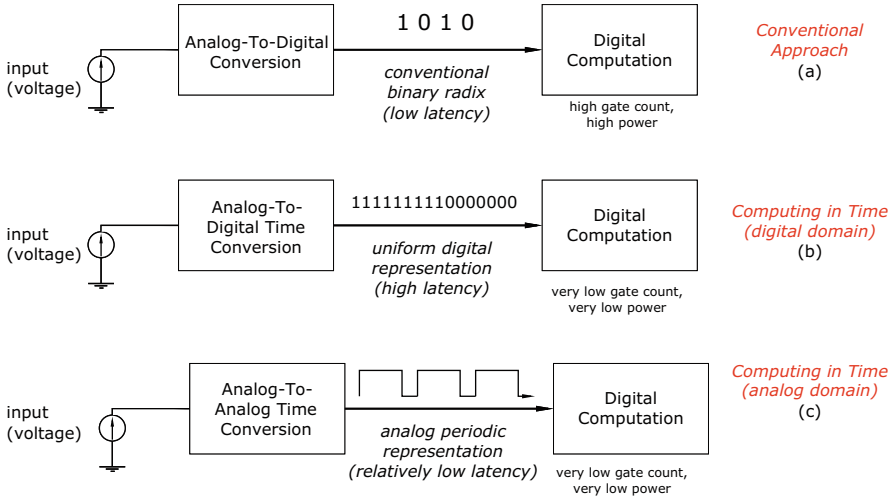 1 0 1 0
Analog-To-Digital
Conversion
Digital
Computation
Conventional
Approach
(a)
input
(voltage)
conventional
binary radix
(low latency)
high gate count,
high power
Analog-To-
Digital Time
Conversion
1111111110000000
Digital
Computation
Computing in Time
(digital domain)
(b)
input
(voltage)
uniform digital
representation
(high latency)
very low gate count,
very low power
Analog-To-
Analog Time
Conversion
Digital
Computation
Computing in Time
(analog domain)
(c)
input
(voltage)
analog periodic
representation
(relatively low latency)
very low gate count,
very low power